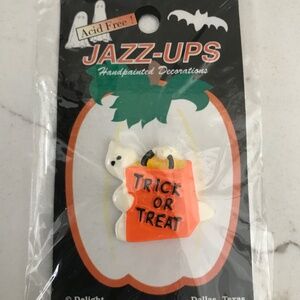 Acid Free!
JAZZ-UPS
Handpainted Decorations
TRICK
OR
TREAT
© Delight
Dallas, Texas